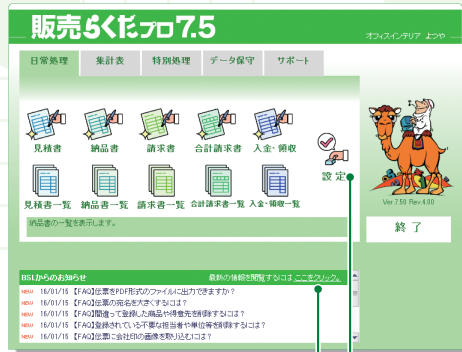 販売らくだプロ7.5
オフィスインテリア よつや
日常処理 集計表 特別処理 データ保守 サポート
見積書 納品書 請求書 合計請求書 入金・領収
設定
見積書一覧 納品書一覧 請求書一覧 合計請求書一覧 入金・領収一覧
納品書の一覧を表示します。
Ver.7.50 Rev.4.00
終了
BSLからのお知らせ 最新の情報を閲覧するには ここをクリック。
NEW 16/01/15 【FAQ】伝票をPDF形式のファイルに出力できますか？
NEW 16/01/15 【FAQ】伝票の宛名を大きくするには？
NEW 16/01/15 【FAQ】間違って登録した商品や得意先を削除するには？
NEW 16/01/15 【FAQ】登録されている不要な担当者や単位等を削除するには？
NEW 16/01/15 【FAQ】伝票に会社印の画像を取り込むには？